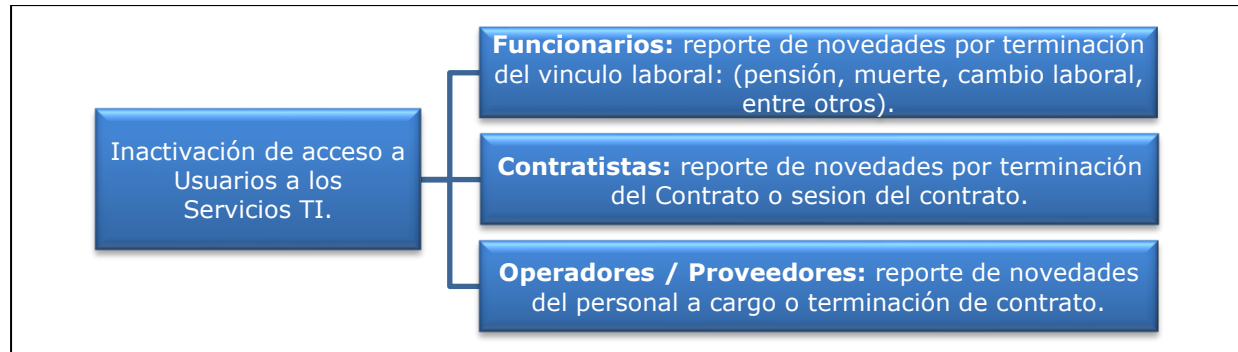 Inactivación de acceso a
Usuarios a los
Servicios TI.
Funcionarios: reporte de novedades por terminación
del vinculo laboral: (pensión, muerte, cambio laboral,
entre otros).
Contratistas: reporte de novedades por terminación
del Contrato o sesion del contrato.
Operadores / Proveedores: reporte de novedades
del personal a cargo o terminación de contrato.